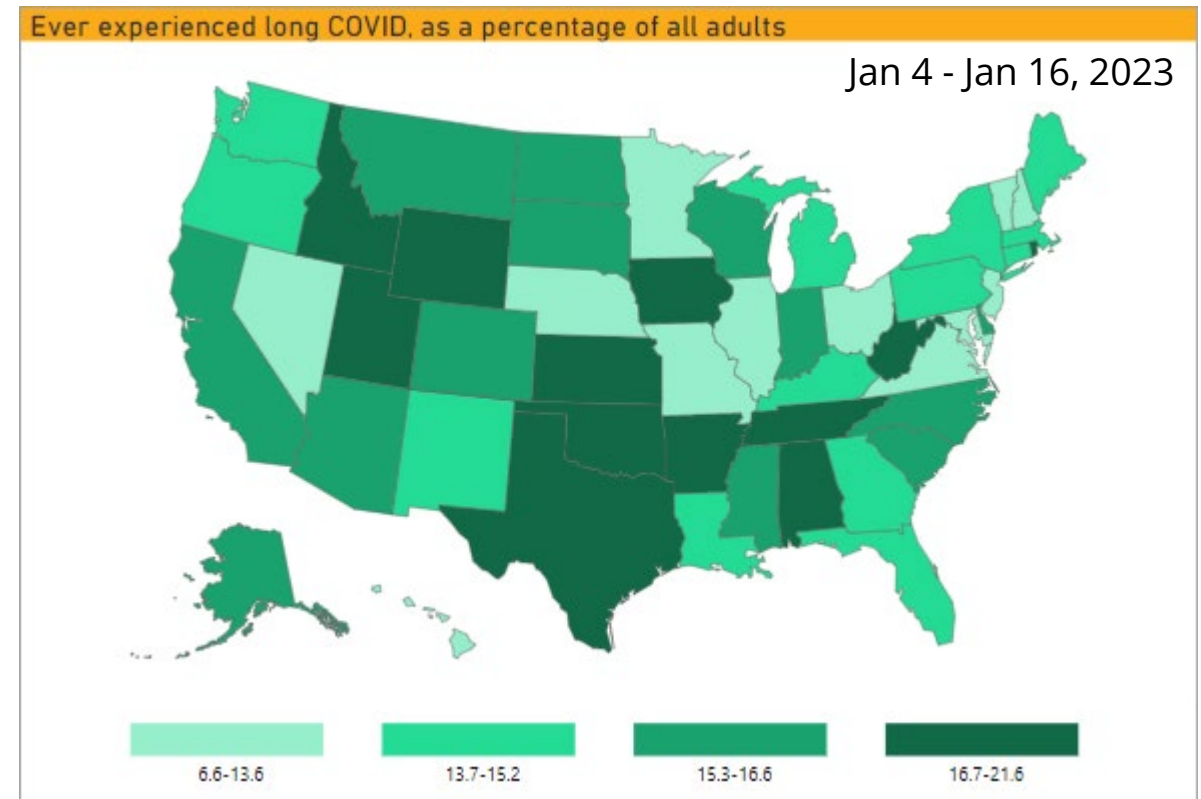 Ever experienced long COVID, as a percentage of all adults
Jan 4 - Jan 16, 2023
6.6-13.6
13.7-15.2
15.3-16.6
16.7-21.6